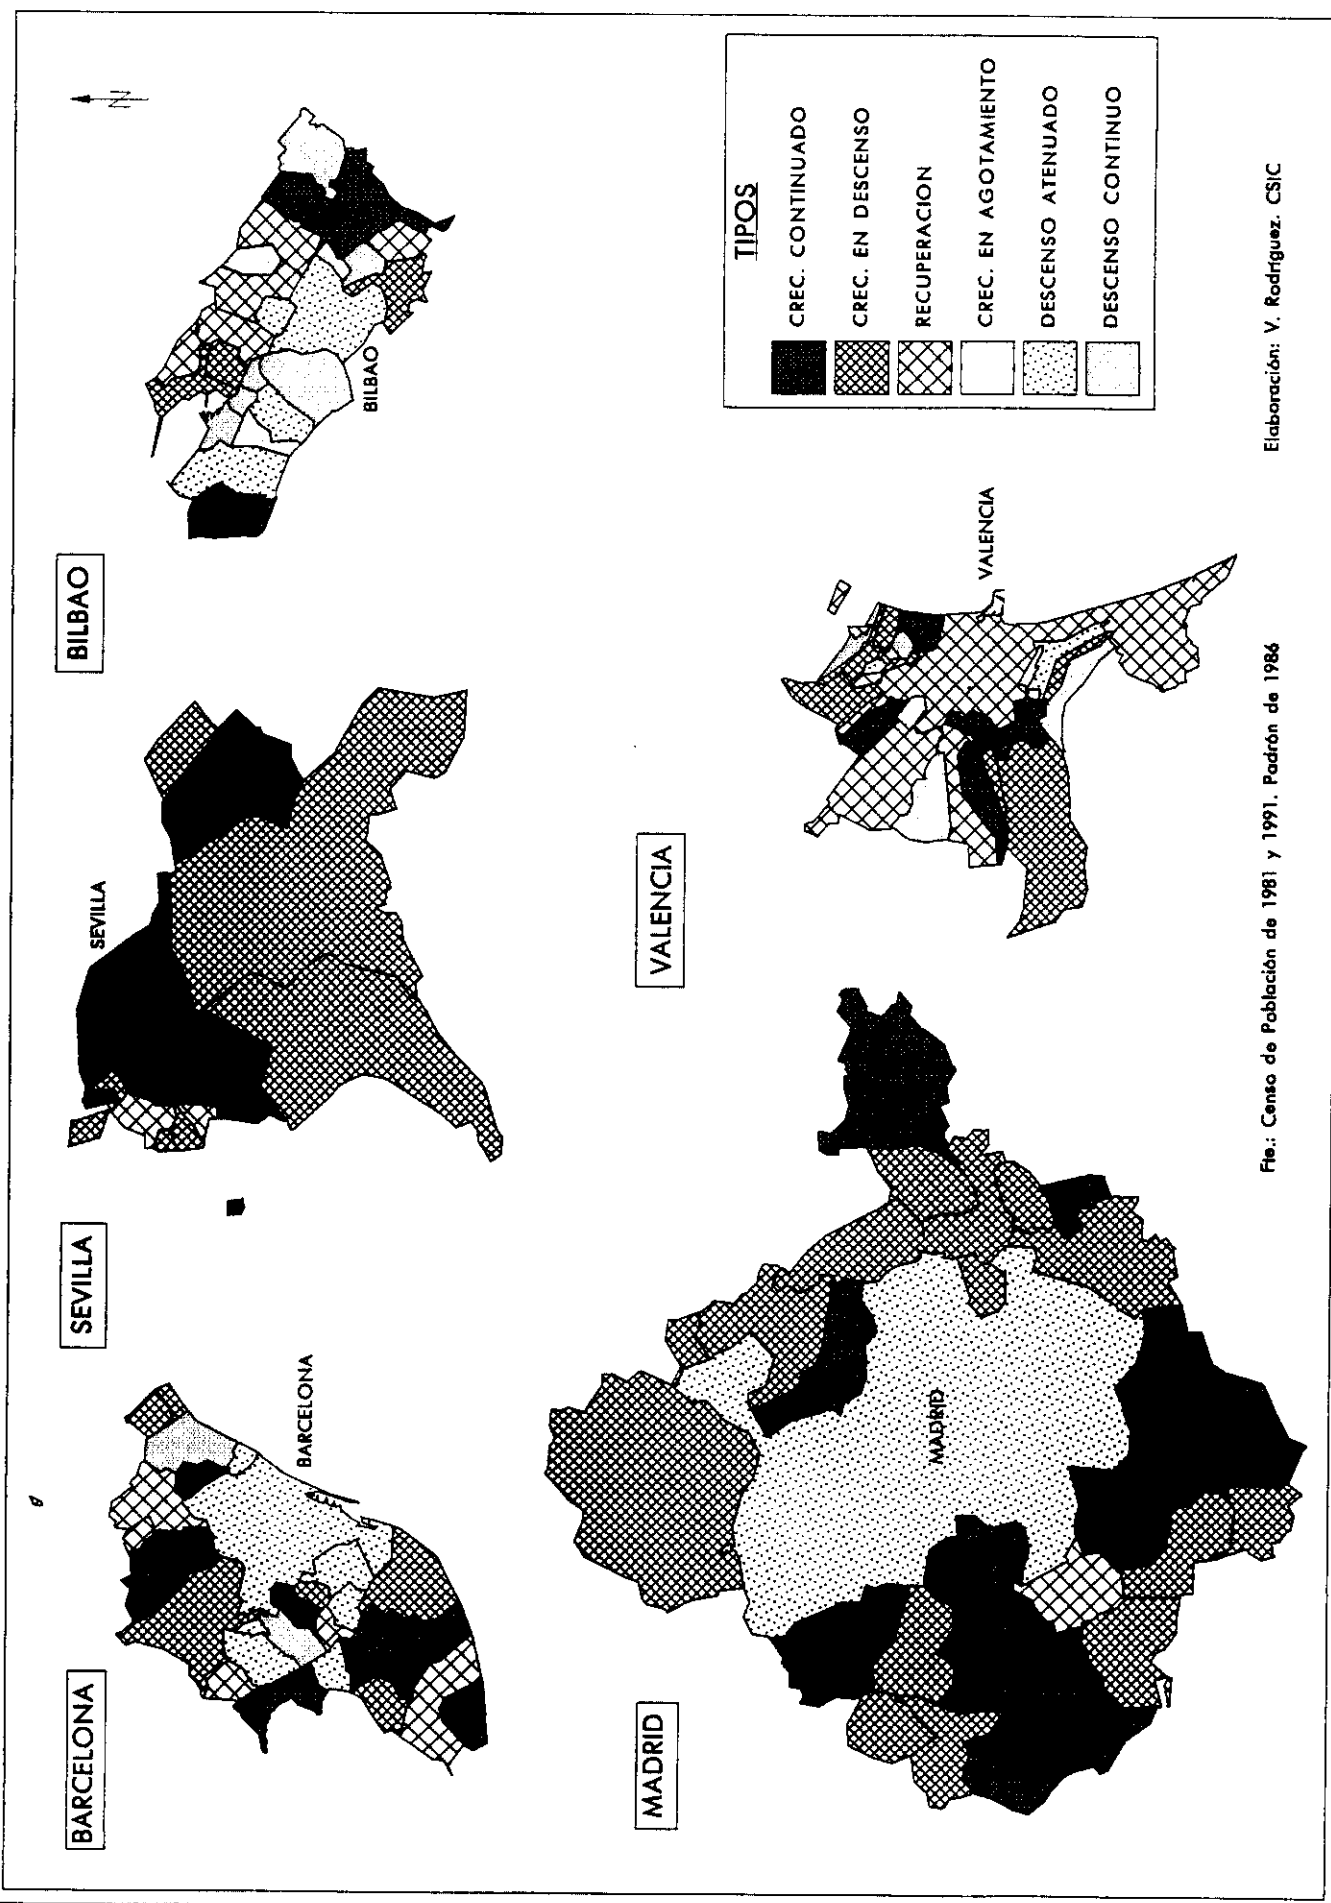 BARCELONA
BARCELONA
SEVILLA
SEVILLA
BILBAO
BILBAO
N
MADRID
MADRID
VALENCIA
VALENCIA
TIPOS
CREC. CONTINUADO
CREC. EN DESCENSO
RECUPERACION
CREC. EN AGOTAMIENTO
DESCENSO ATENUADO
DESCENSO CONTINUO
Fte.: Censo de Población de 1981 y 1991. Padrón de 1986
Elaboración: V. Rodríguez. CSIC